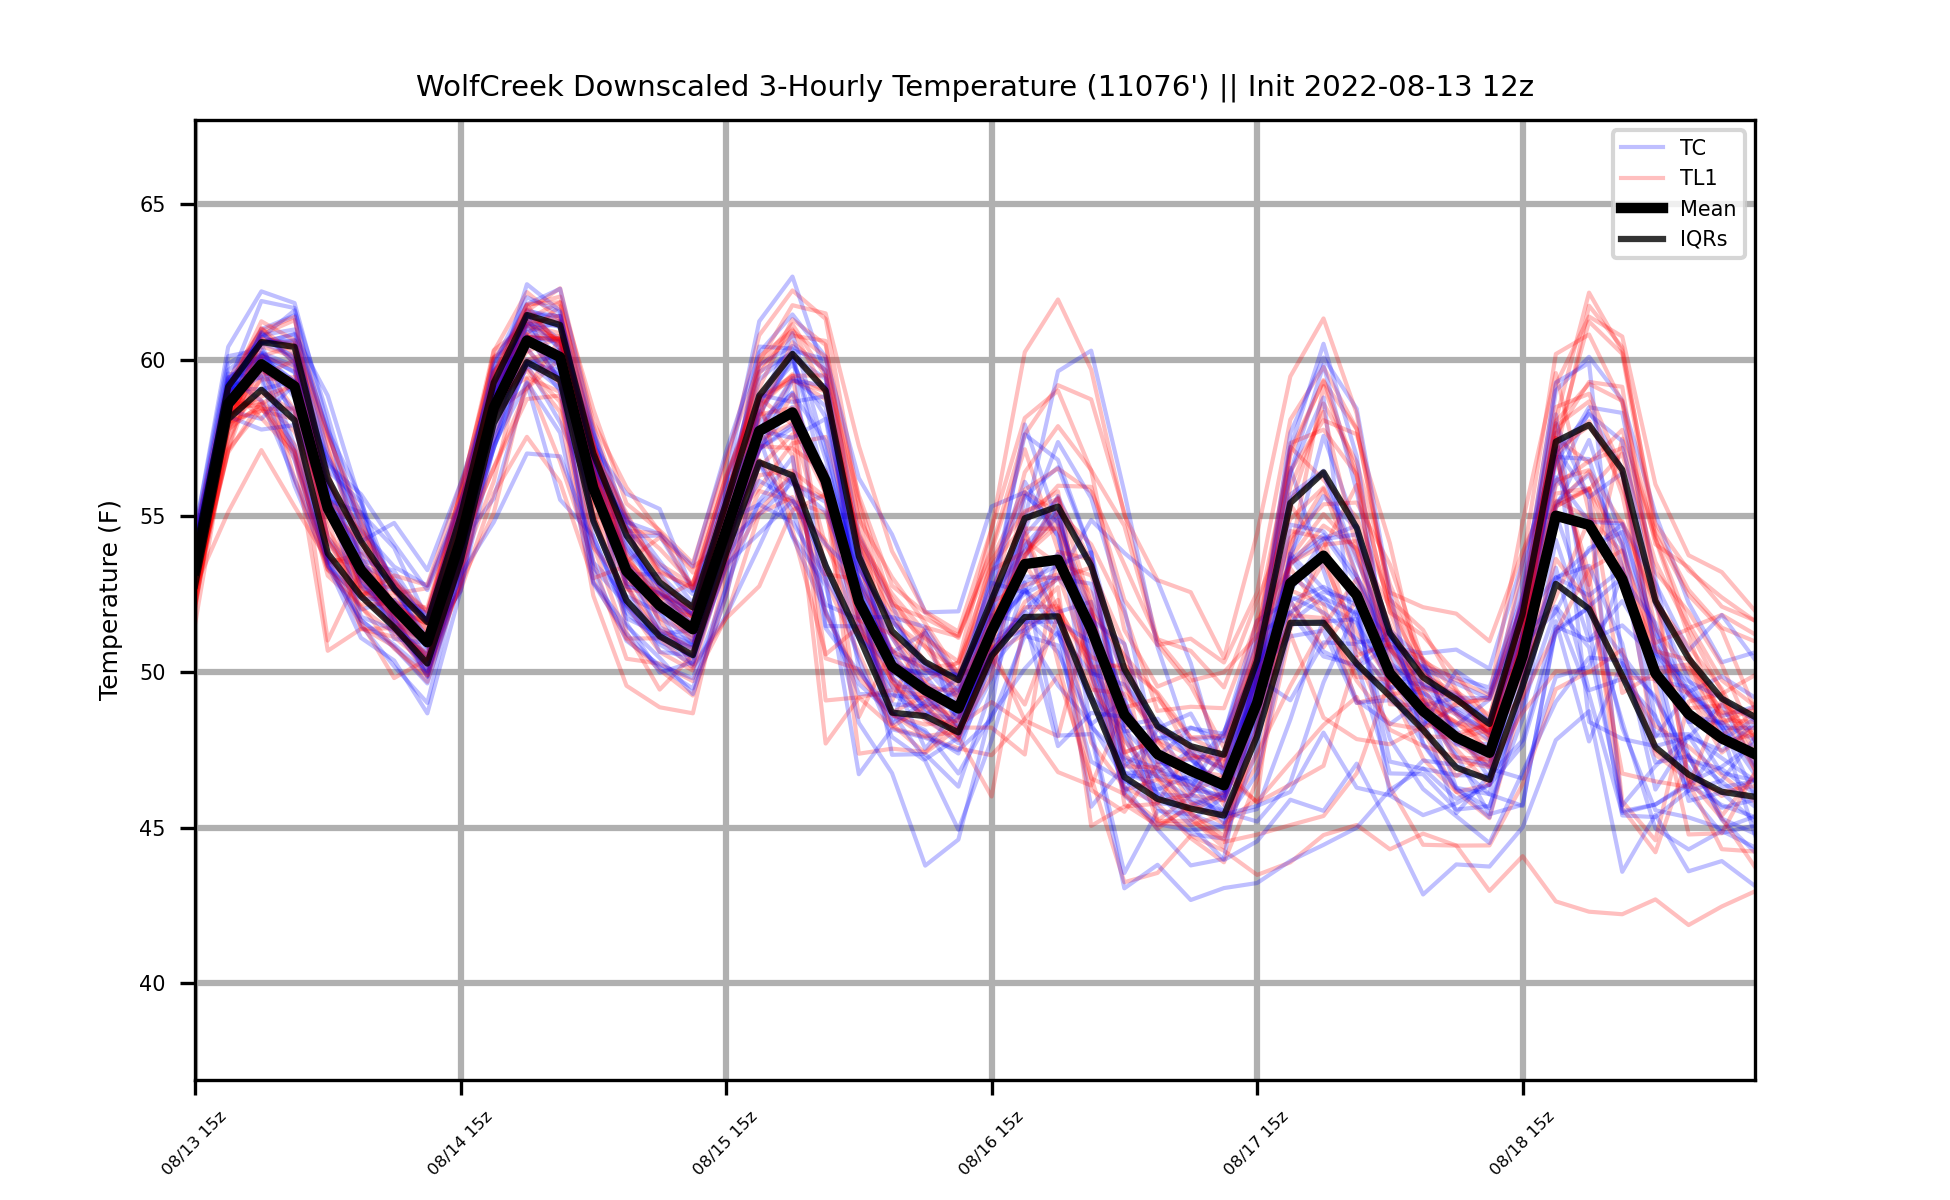 WolfCreek Downscaled 3-Hourly Temperature (11076') || Init 2022-08-13 12z
TC
TL1
Mean
IQRs
Temperature (F)
65
60
55
50
45
40
08/13 15z
08/14 15z
08/15 15z
08/16 15z
08/17 15z
08/18 15z